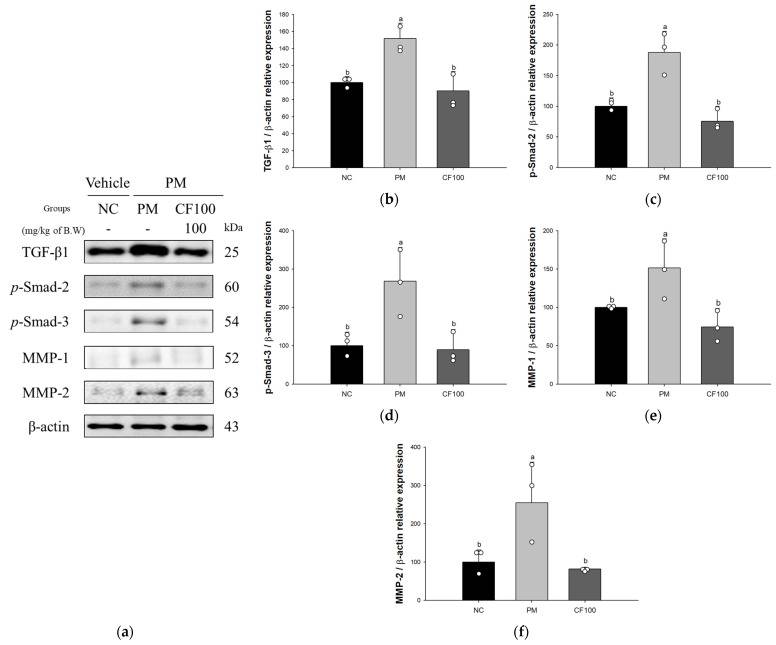 Vehicle PM
Groups NC PM CF100
(mg/kg of B.W) - - 100 kDa
TGF-β1 25
p-Smad-2 60
p-Smad-3 54
MMP-1 52
MMP-2 63
β-actin 43
(a)
TGF-β1 / β-actin relative expression
180
160
140
120
100
80
60
40
20
0
b
a
b
NC PM CF100
(b)
p-Smad-2 / β-actin relative expression
250
200
150
100
50
0
b
a
b
NC PM CF100
(c)
p-Smad-3 / β-actin relative expression
400
300
200
100
0
b
a
b
NC PM CF100
(d)
MMP-1 / β-actin relative expression
200
150
100
50
0
b
a
b
NC PM CF100
(e)
MMP-2 / β-actin relative expression
400
300
200
100
0
b
a
b
NC PM CF100
(f)